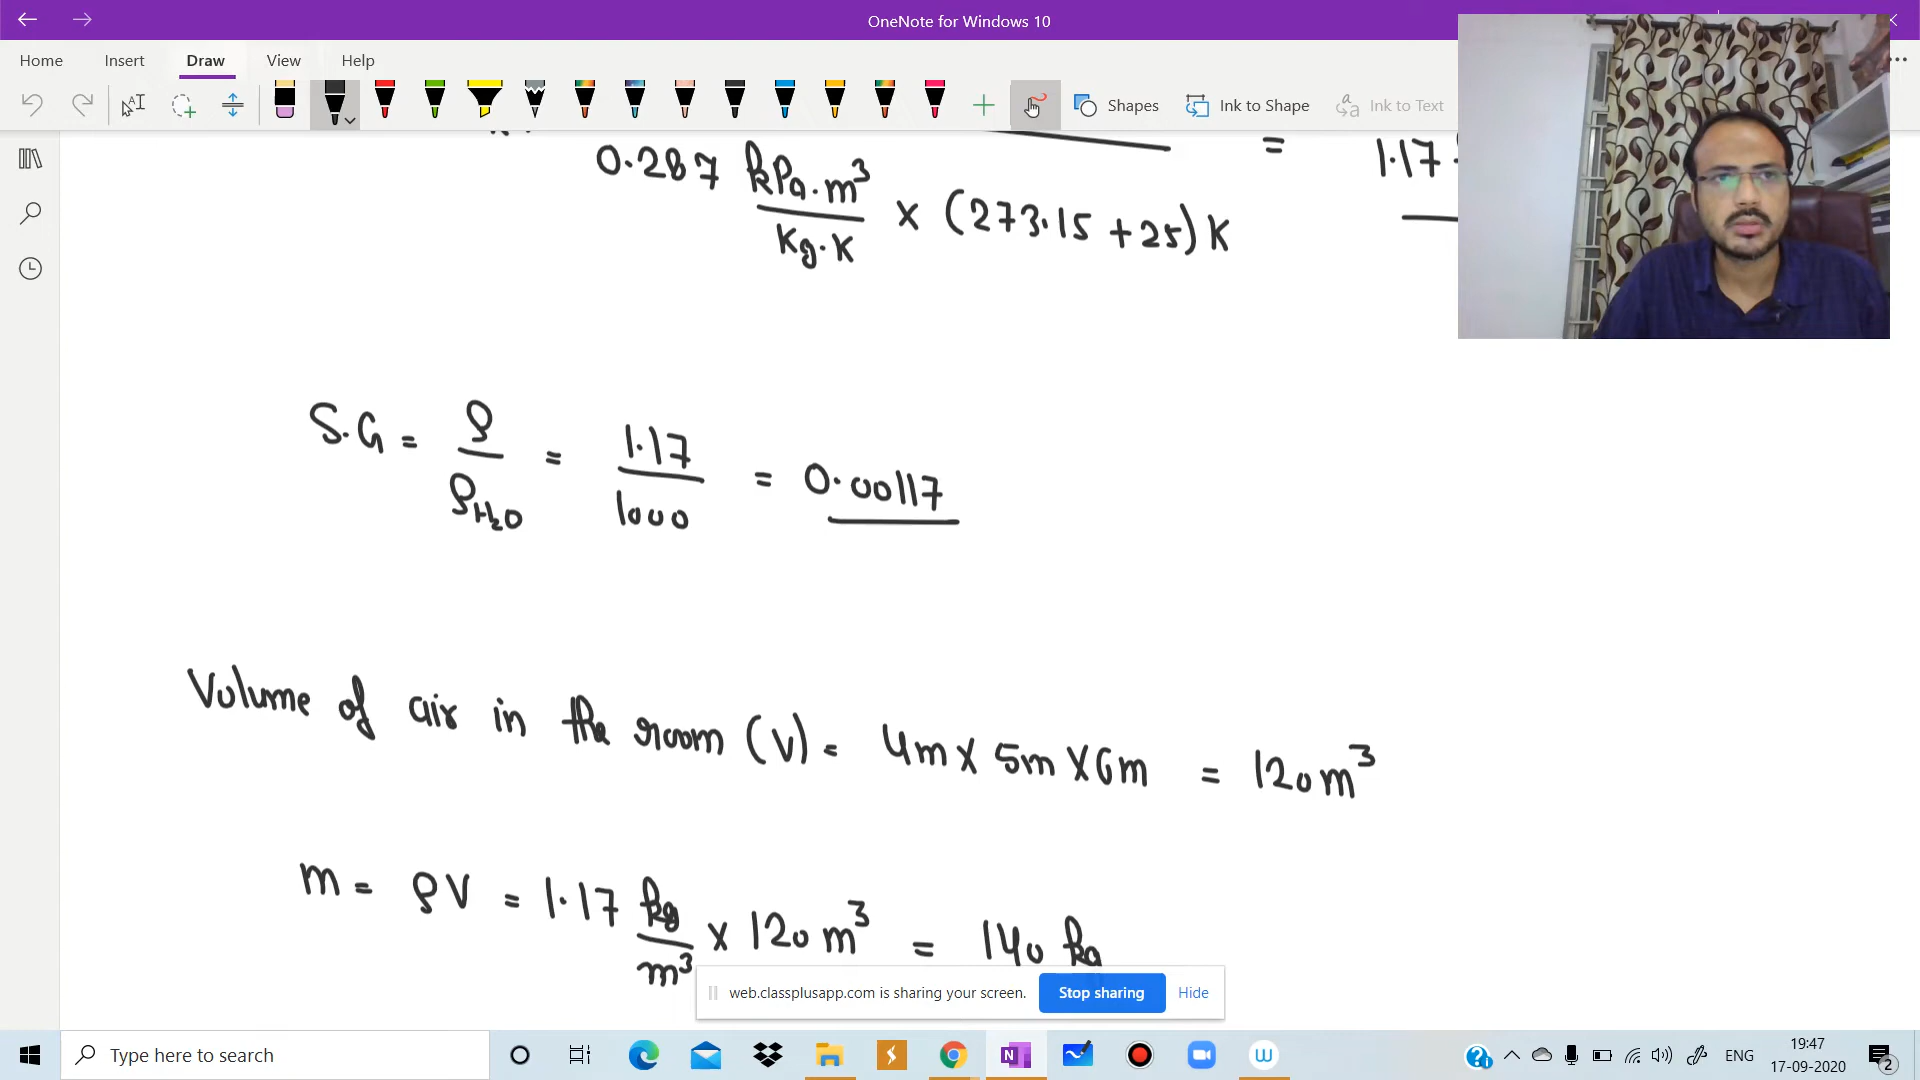 OneNote for Windows 10
Home Insert Draw View Help
Shapes Ink to Shape Ink to Text
0.287 kPa.m³ / kg.K × (273.15 + 25) K = 1.17
S.G = ρ / ρH₂O = 1.17 / 1000 = 0.00117
Volume of air in the room (V) = 4m × 5m × 6m = 120m³
m = ρV = 1.17 kg / m³ × 120 m³ = 140 kg
web.classplusapp.com is sharing your screen. Stop sharing Hide
Type here to search
ENG
19:47
17-09-2020
2